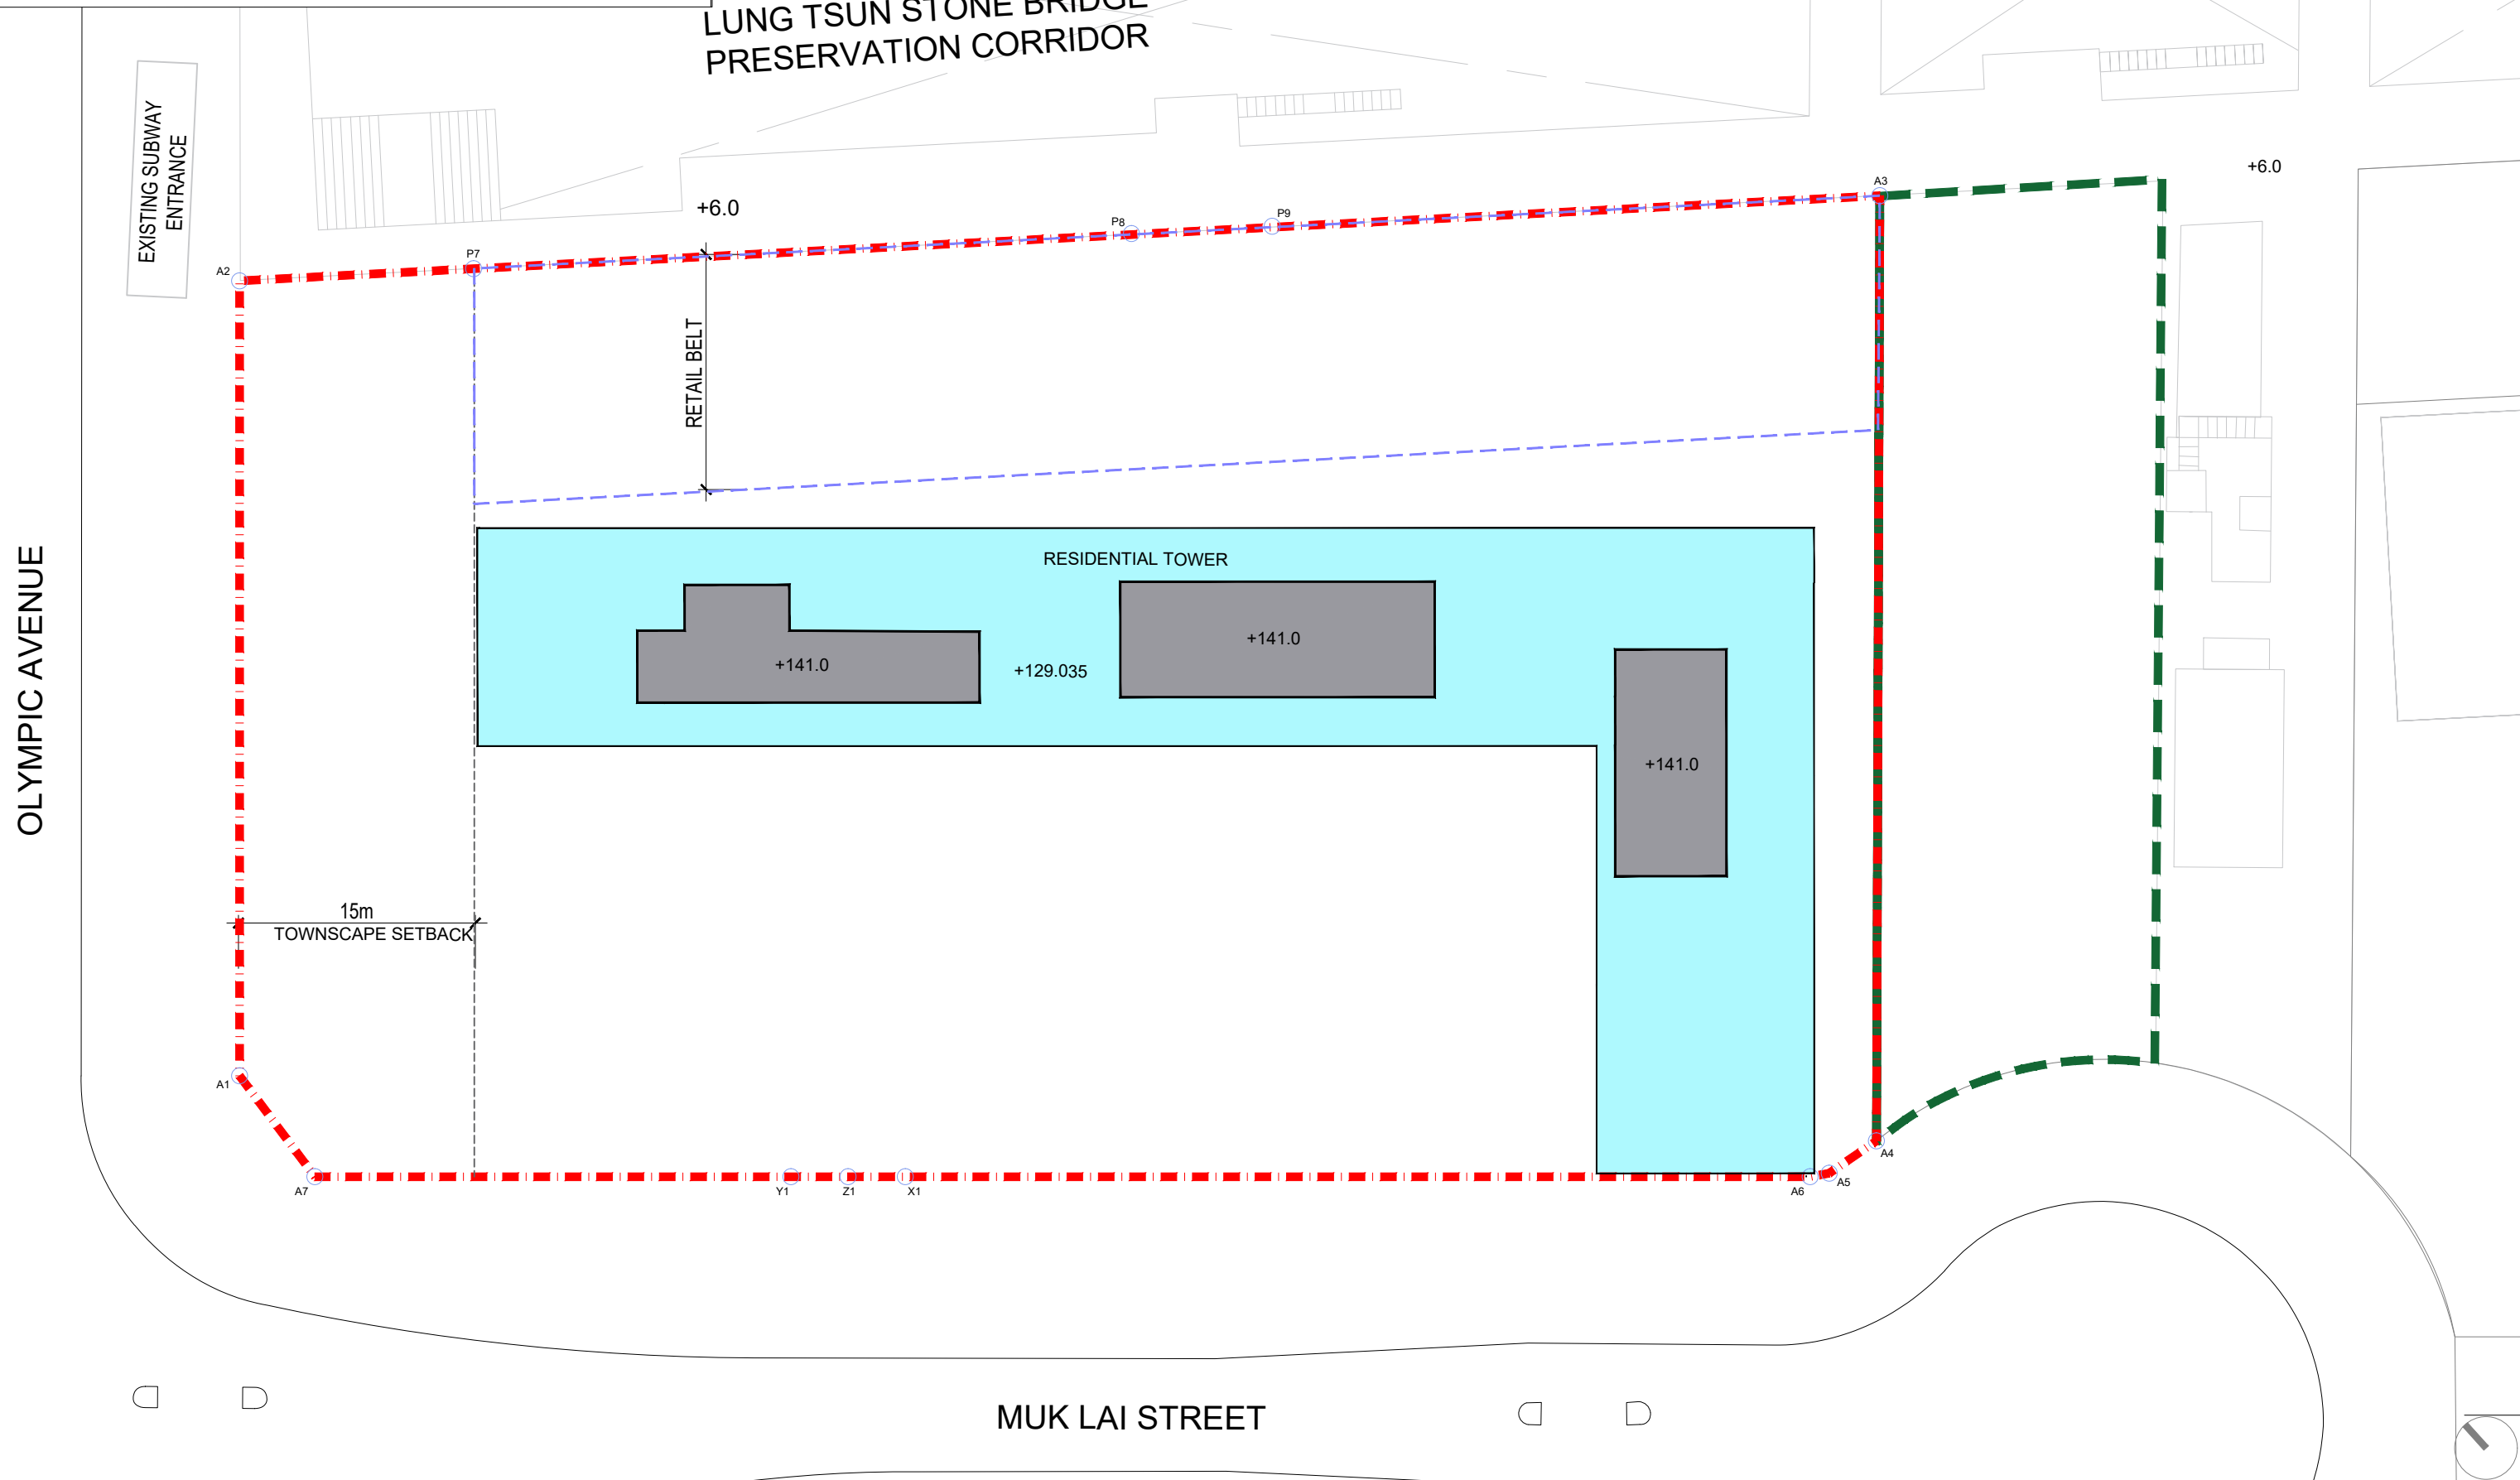 LUNG TSUN STONE BRIDGE
PRESERVATION CORRIDOR
EXISTING SUBWAY
ENTRANCE
+6.0
+6.0
A3
P9
P8
P7
A2
RETAIL BELT
RESIDENTIAL TOWER
+141.0
+129.035
+141.0
+141.0
OLYMPIC AVENUE
15m
TOWNSCAPE SETBACK
A1
A4
A7
Y1
Z1
X1
A6
A5
MUK LAI STREET